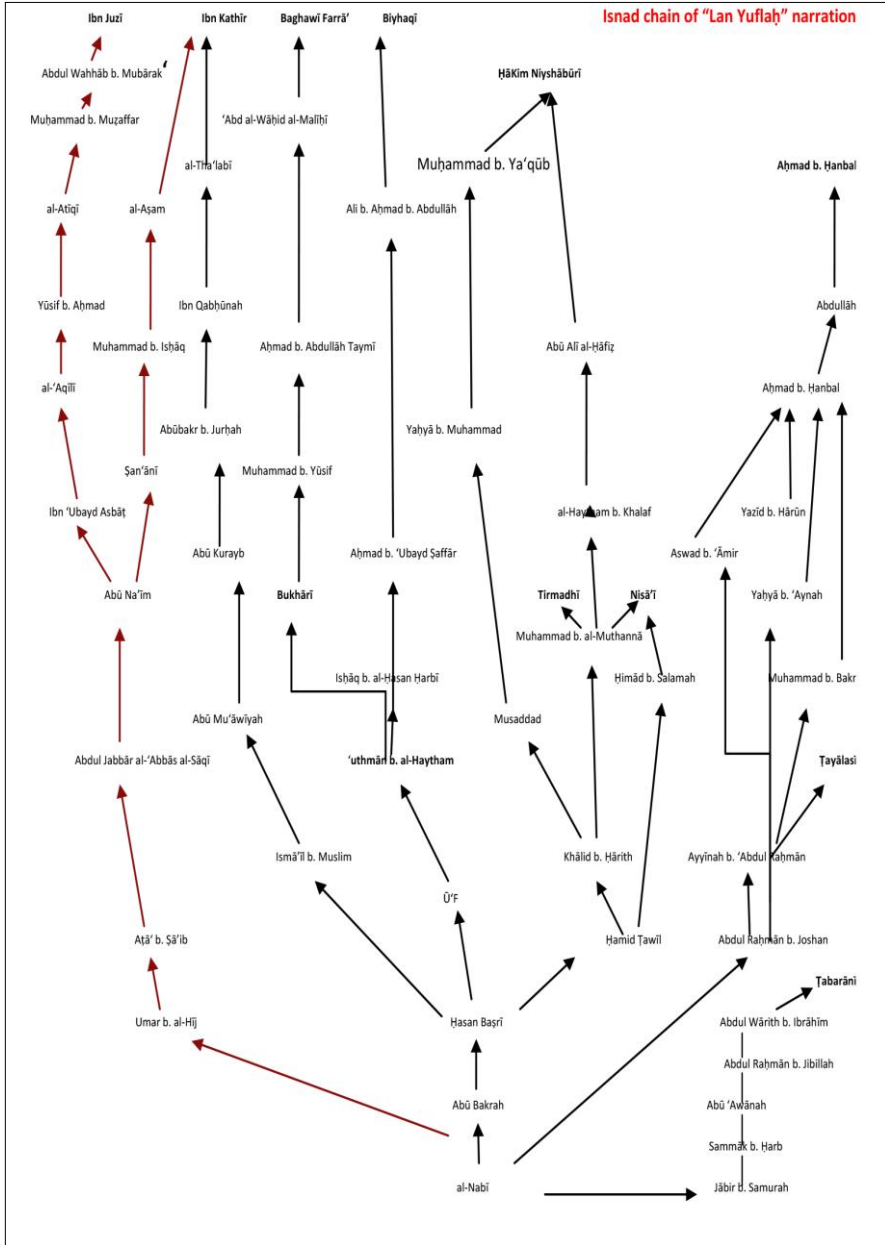 Isnad chain of “Lan Yuflaḥ” narration
Ibn Juzī
Ibn Kathīr
Baghawī Farrā’
Biyhaqī
Abdul Wahhāb b. Mubārak ‘
ḤāKim Niyshābūrī
Muḥammad b. Muẓaffar
‘Abd al-Wāḥid al-Malīḥī
al-Tha‘labī
Muḥammad b. Ya‘qūb
Aḥmad b. Ḥanbal
al-Atīqī
al-Aṣam
Ali b. Aḥmad b. Abdullāh
Yūsif b. Aḥmad
Ibn Qabḥūnah
Abdullāh
Muhammad b. Isḥāq
Aḥmad b. Abdullāh Taymī
Abū Alī al-Ḥāfiẓ
al-‘Aqīlī
Aḥmad b. Ḥanbal
Abūbakr b. Jurḥah
Yaḥyā b. Muhammad
Ṣan‘ānī
Muhammad b. Yūsif
Ibn ‘Ubayd Asbāṭ
al-Haytham b. Khalaf
Yazīd b. Hārūn
Abū Kurayb
Aḥmad b. ‘Ubayd Ṣaffār
Aswad b. ‘Āmir
Abū Na‘īm
Bukhārī
Tirmadhī
Nisā’ī
Yaḥyā b. ‘Aynah
Muhammad b. al-Muthannā
Isḥāq b. al-Ḥasan Ḥarbī
Ḥimād b. Salamah
Muhammad b. Bakr
Abū Mu‘āwīyah
Musaddad
Abdul Jabbār al-‘Abbās al-Sāqī
‘uthmān b. al-Haytham
Ṭayālasī
Ismā‘īl b. Muslim
Khālid b. Ḥārith
Ayyīnah b. ‘Abdul Raḥmān
Ū‘F
Aṭā’ b. Ṣā’ib
Ḥamid Ṭawīl
Abdul Raḥmān b. Joshan
Ṭabarānī
Umar b. al-Hīj
Ḥasan Baṣrī
Abdul Wārith b. Ibrāhīm
Abdul Raḥmān b. Jibillah
Abū Bakrah
Abū ‘Awānah
Sammāk b. Ḥarb
al-Nabī
Jābir b. Samurah